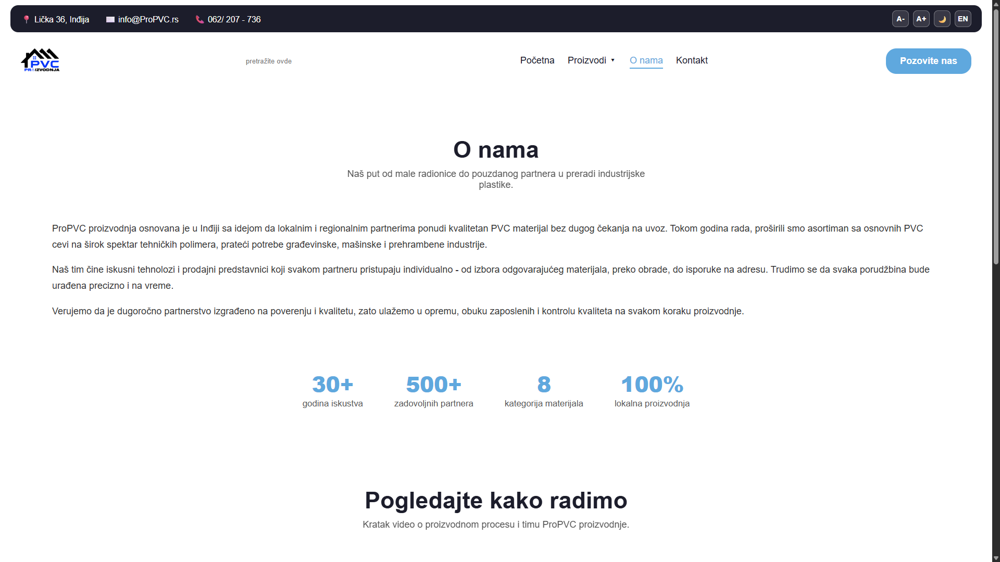 📍 Lička 36, Inđija ✉️ info@ProPVC.rs 📞 062/ 207 - 736 A- A+ 🌙 EN
PVC
PROIZVODNJA
pretražite ovde
Početna Proizvodi ▼ O nama Kontakt
Pozovite nas
O nama
Naš put od male radionice do pouzdanog partnera u preradi industrijske
plastike.
ProPVC proizvodnja osnovana je u Inđiji sa idejom da lokalnim i regionalnim partnerima ponudi kvalitetan PVC materijal bez dugog čekanja na uvoz. Tokom godina rada, proširili smo asortiman sa osnovnih PVC
cevi na širok spektar tehničkih polimera, prateći potrebe građevinske, mašinske i prehrambene industrije.
Naš tim čine iskusni tehnolozi i prodajni predstavnici koji svakom partneru pristupaju individualno - od izbora odgovarajućeg materijala, preko obrade, do isporuke na adresu. Trudimo se da svaka porudžbina bude
urađena precizno i na vreme.
Verujemo da je dugoročno partnerstvo izgrađeno na poverenju i kvalitetu, zato ulažemo u opremu, obuku zaposlenih i kontrolu kvaliteta na svakom koraku proizvodnje.
30+ 500+ 8 100%
godina iskustva zadovoljnih partnera kategorija materijala lokalna proizvodnja
Pogledajte kako radimo
Kratak video o proizvodnom procesu i timu ProPVC proizvodnje.